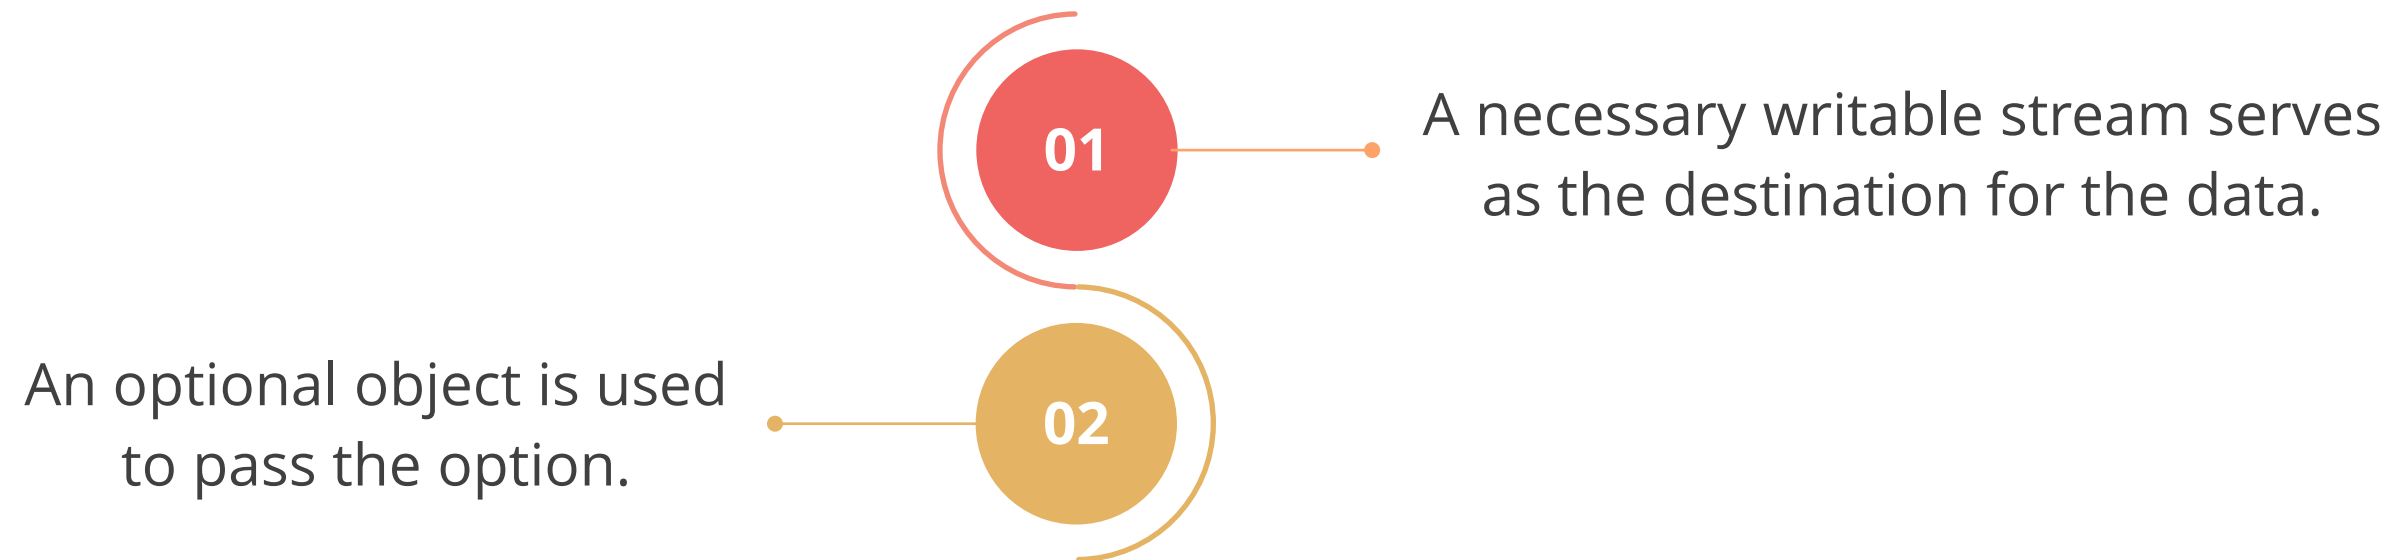 01
A necessary writable stream serves
as the destination for the data.
02
An optional object is used
to pass the option.